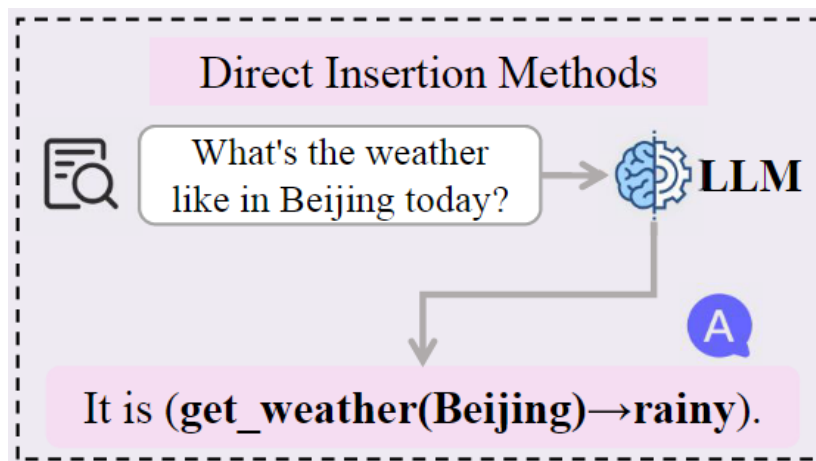 Direct Insertion Methods
What's the weather
like in Beijing today?
LLM
A
It is (get_weather(Beijing)→rainy).